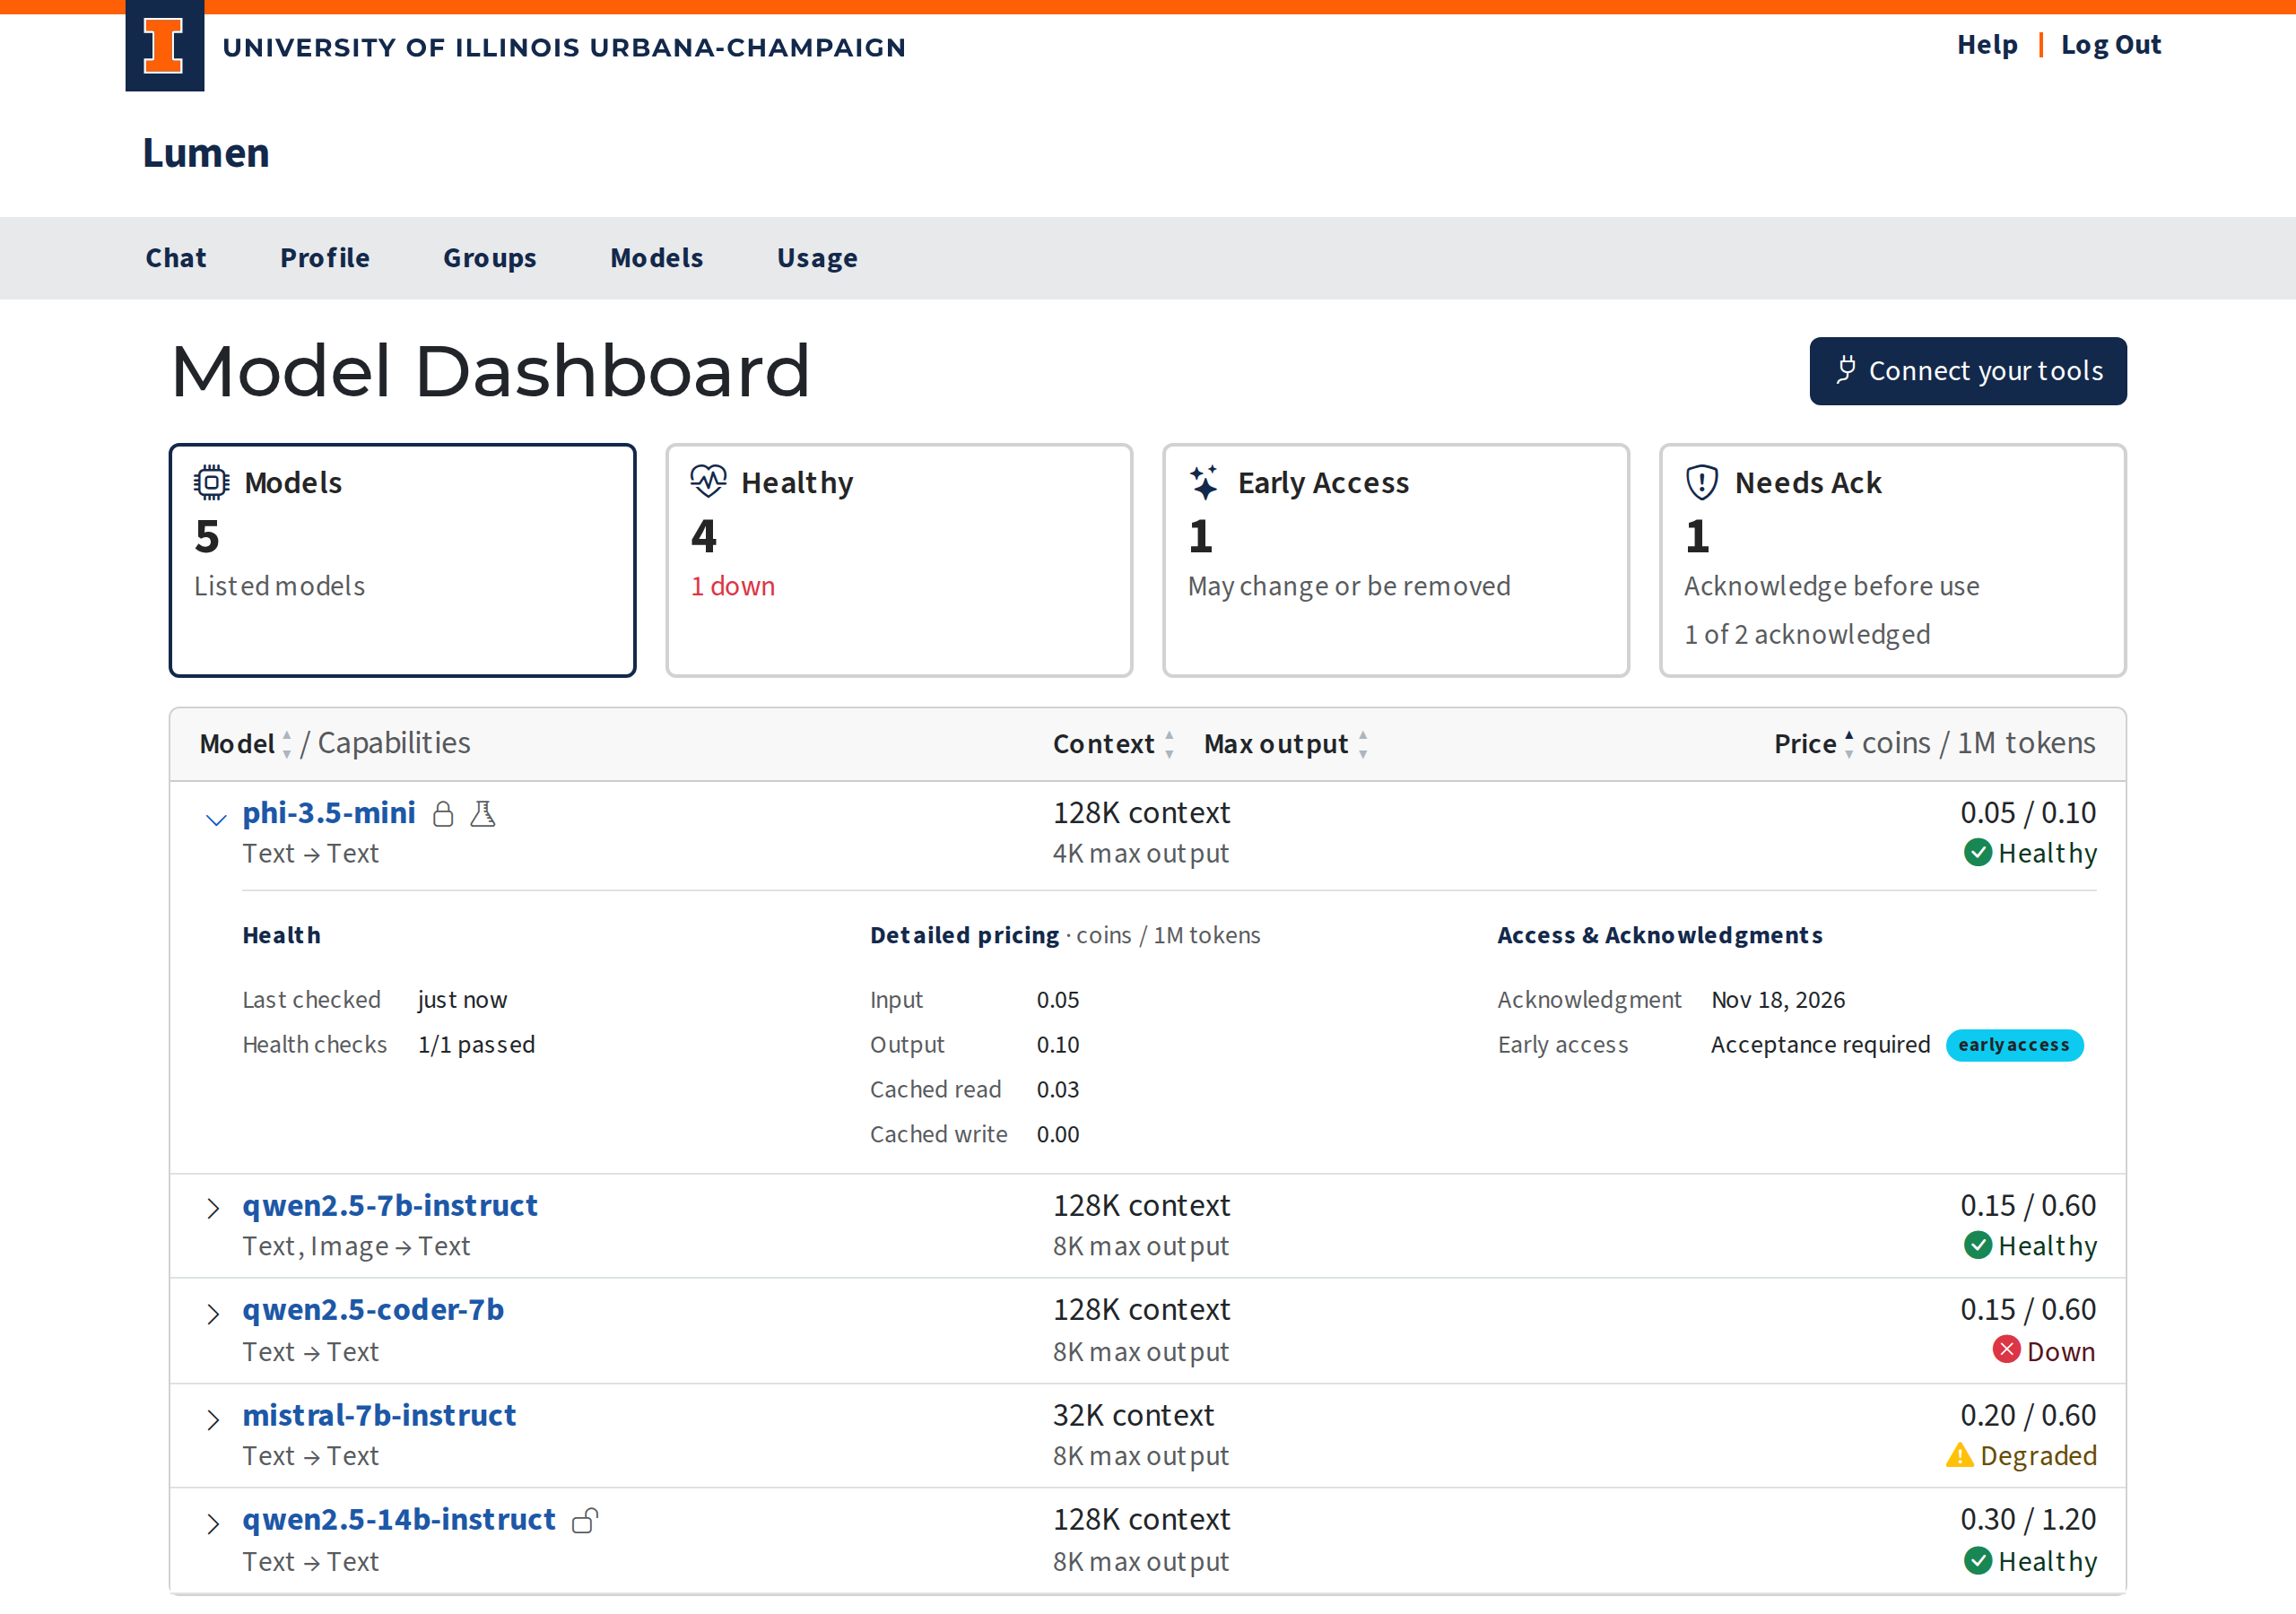 UNIVERSITY OF ILLINOIS URBANA-CHAMPAIGN
Help | Log Out
Lumen
Chat Profile Groups Models Usage
Model Dashboard
Connect your tools
Models
5
Listed models
Healthy
4
1 down
Early Access
1
May change or be removed
Needs Ack
1
Acknowledge before use
1 of 2 acknowledged
Model / Capabilities Context Max output Price coins / 1M tokens
phi-3.5-mini 128K context 0.05 / 0.10
Text → Text 4K max output Healthy
Health
Last checked just now
Health checks 1/1 passed
Detailed pricing · coins / 1M tokens
Input 0.05
Output 0.10
Cached read 0.03
Cached write 0.00
Access & Acknowledgments
Acknowledgment Nov 18, 2026
Early access Acceptance required early access
qwen2.5-7b-instruct 128K context 0.15 / 0.60
Text, Image → Text 8K max output Healthy
qwen2.5-coder-7b 128K context 0.15 / 0.60
Text → Text 8K max output Down
mistral-7b-instruct 32K context 0.20 / 0.60
Text → Text 8K max output Degraded
qwen2.5-14b-instruct 128K context 0.30 / 1.20
Text → Text 8K max output Healthy